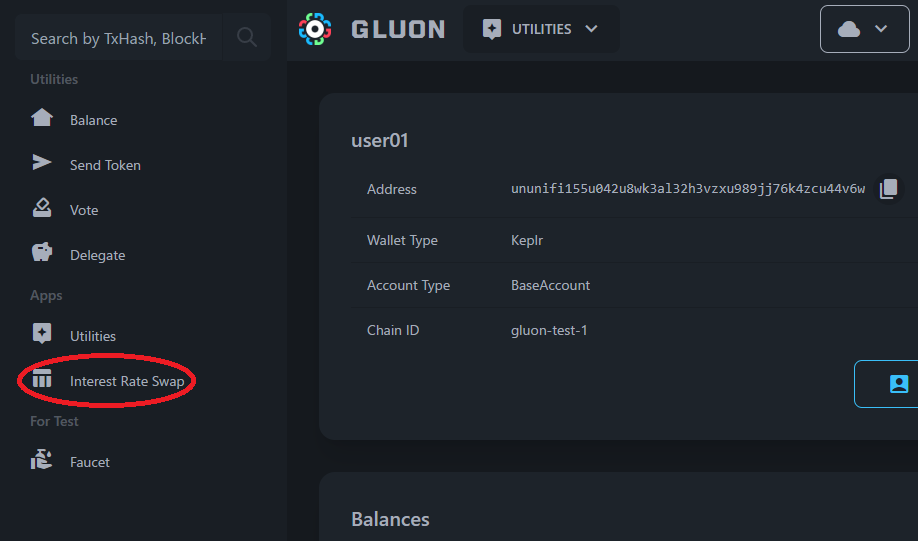 Search by TxHash, BlockH
Utilities
Balance
Send Token
Vote
Delegate
Apps
Utilities
Interest Rate Swap
For Test
Faucet
GLUON
UTILITIES
user01
Address ununifi155u042u8wk3al32h3vzxu989jj76k4zcu44v6w
Wallet Type Keplr
Account Type BaseAccount
Chain ID gluon-test-1
Balances